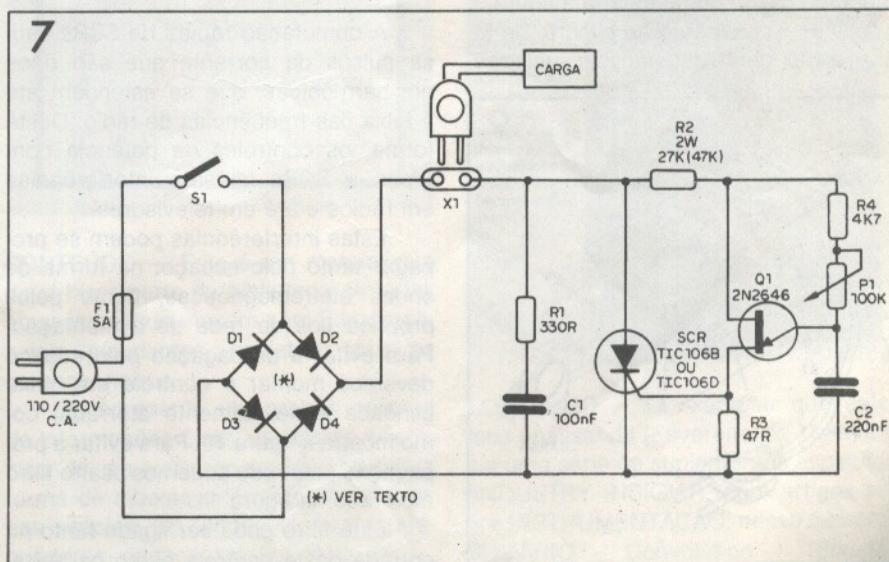 7
CARGA
S1
X1
R2
2W
27K(47K)
R4
4K7
P1
100K
Q1
2N2646
F1
5A
110/220V
C.A.
D1
D2
(*)
D3
D4
(*) VER TEXTO
R1
330R
C1
100nF
SCR
TIC106B
OU
TIC106D
R3
47R
C2
220nF